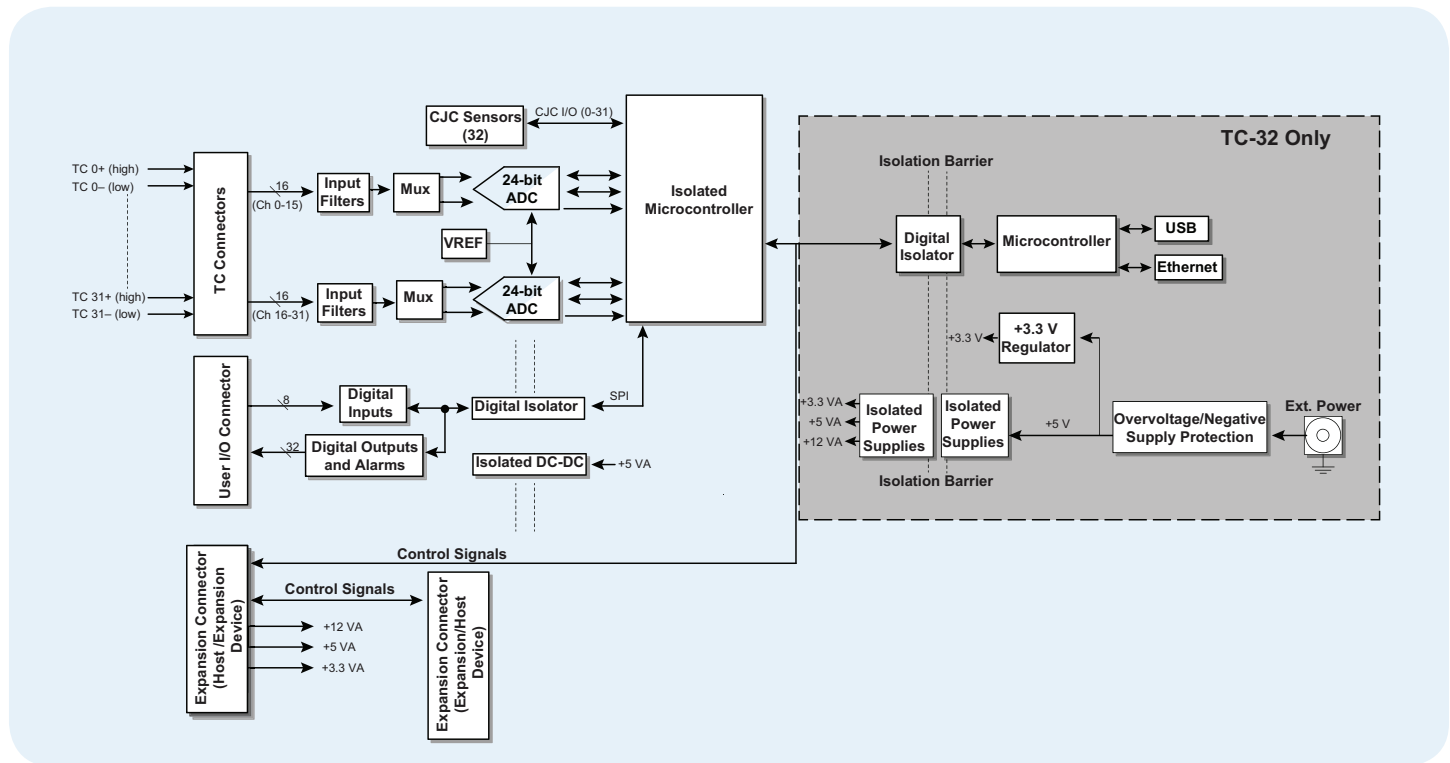 TC-32 Only
CJC Sensors
(32)
CJC I/O (0-31)
Isolated
Microcontroller
TC 0+ (high)
TC 0– (low)
TC 31+ (high)
TC 31– (low)
TC Connectors
16
(Ch 0-15)
Input
Filters
Mux
24-bit
ADC
VREF
16
(Ch 16-31)
Input
Filters
Mux
24-bit
ADC
Isolation Barrier
Digital
Isolator
Microcontroller
USB
Ethernet
+3.3 V
+3.3 V
Regulator
+3.3 VA
+5 VA
+12 VA
Isolated
Power
Supplies
Isolated
Power
Supplies
+5 V
Overvoltage/Negative
Supply Protection
Ext. Power
Isolation Barrier
User I/O Connector
8
Digital
Inputs
32
Digital Outputs
and Alarms
Digital Isolator
SPI
Isolated DC-DC
+5 VA
Control Signals
Control Signals
Expansion Connector
(Host /Expansion
Device)
+12 VA
+5 VA
+3.3 VA
Expansion Connector
(Expansion/Host
Device)